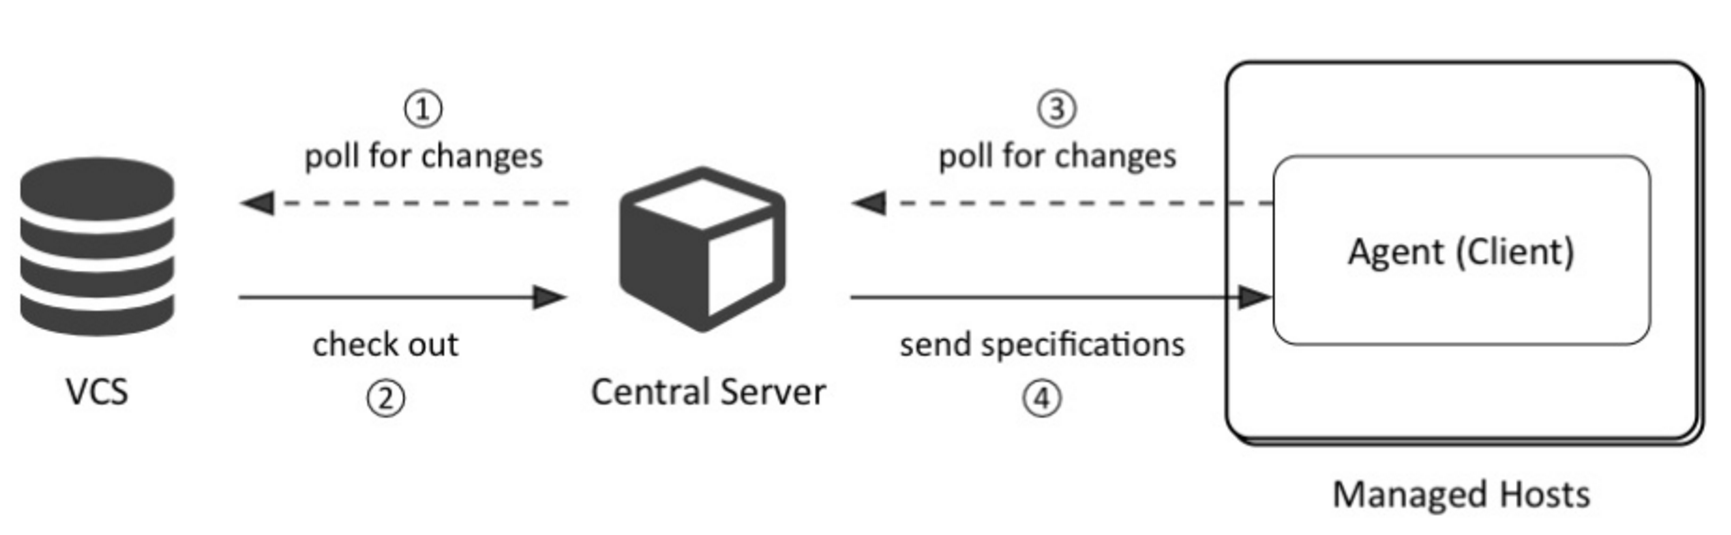 ①
poll for changes
check out
②
VCS
Central Server
③
poll for changes
send specifications
④
Agent (Client)
Managed Hosts